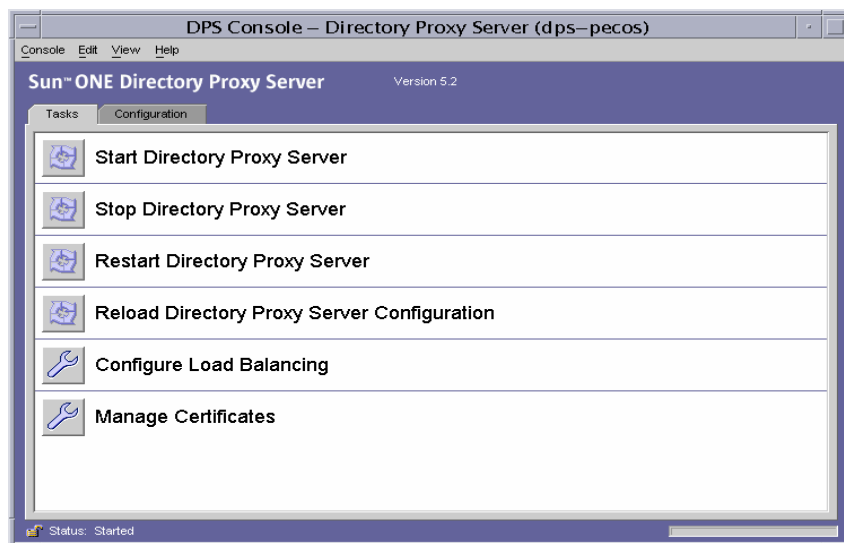 DPS Console – Directory Proxy Server (dps–pecos)
Console Edit View Help
Sun™ ONE Directory Proxy Server Version 5.2
Tasks Configuration
Start Directory Proxy Server
Stop Directory Proxy Server
Restart Directory Proxy Server
Reload Directory Proxy Server Configuration
Configure Load Balancing
Manage Certificates
Status: Started